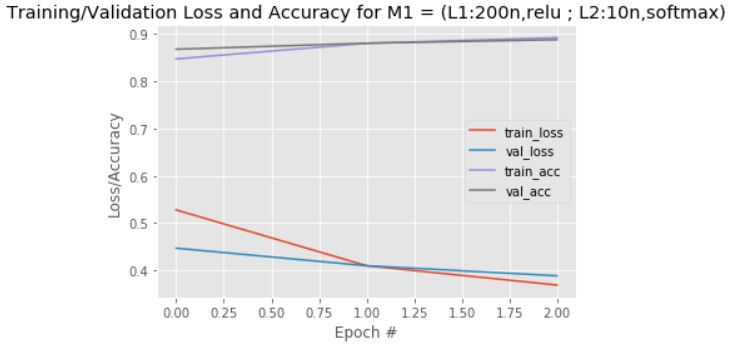 Training/Validation Loss and Accuracy for M1 = (L1:200n,relu ; L2:10n,softmax)
0.9
0.8
0.7
0.6
0.5
0.4
Loss/Accuracy
train_loss
val_loss
train_acc
val_acc
0.00 0.25 0.50 0.75 1.00 1.25 1.50 1.75 2.00
Epoch #